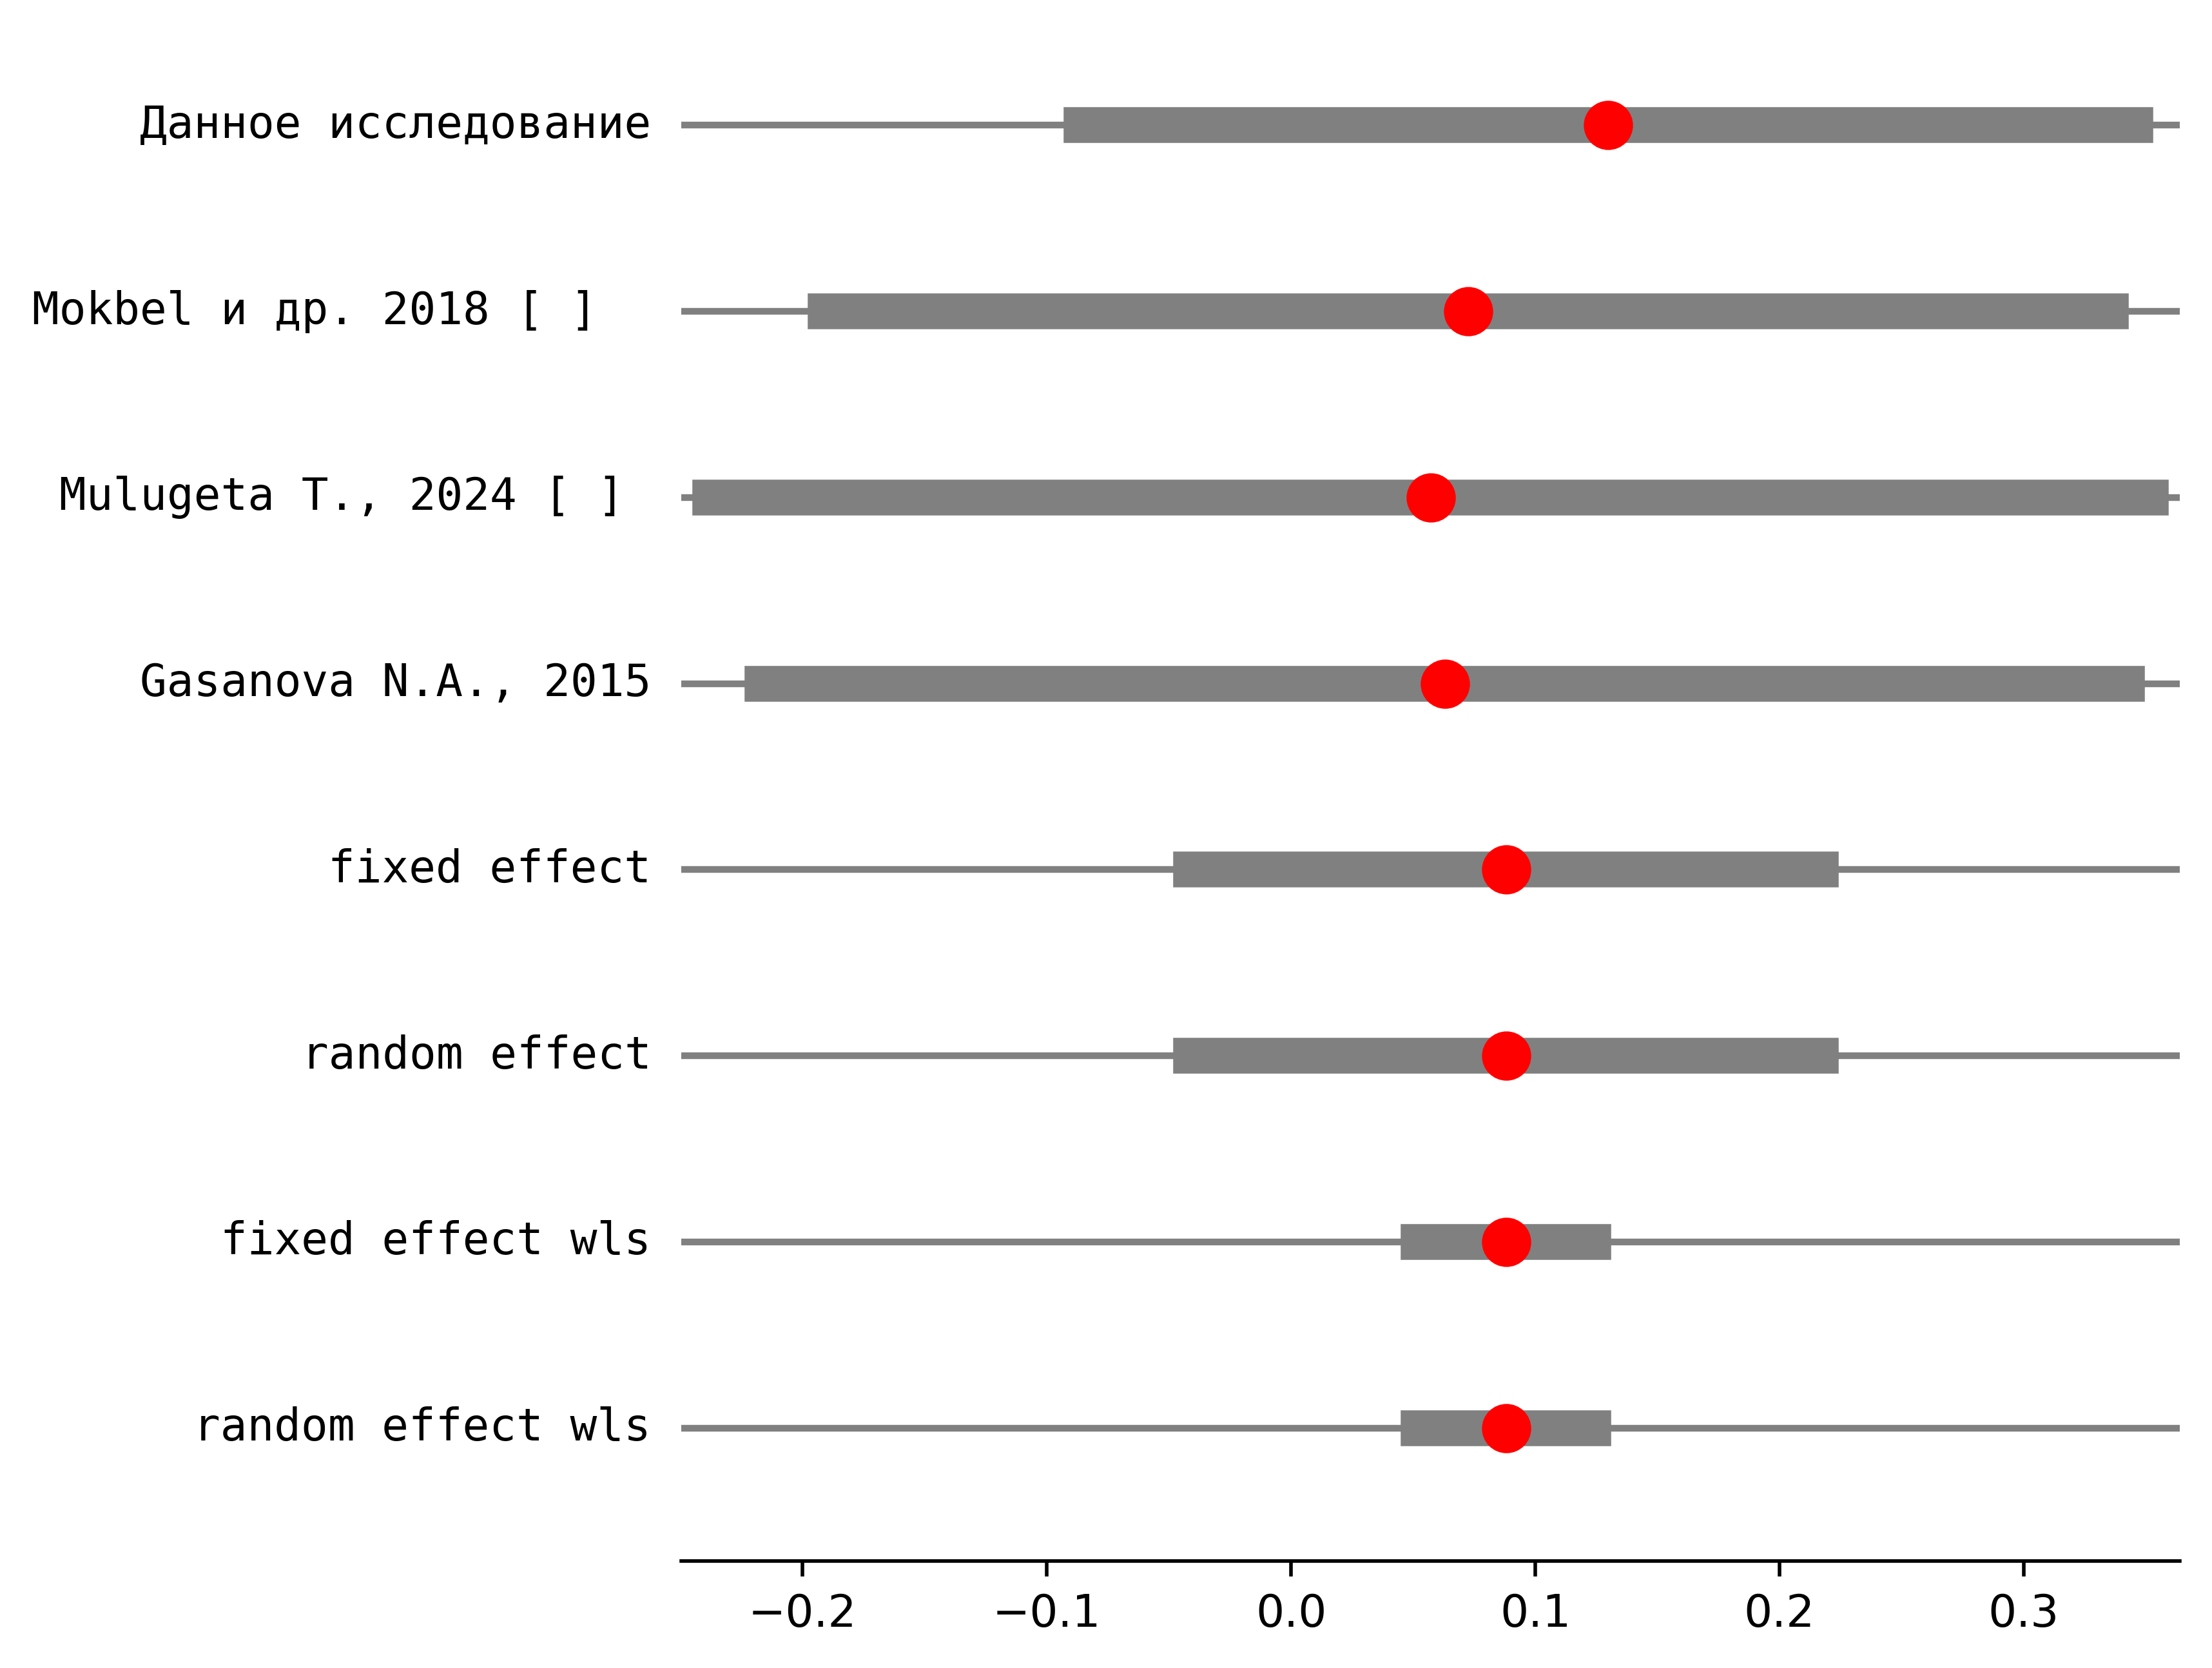 Данное исследование
Mokbel и др. 2018 [ ]
Mulugeta T., 2024 [ ]
Gasanova N.A., 2015
fixed effect
random effect
fixed effect wls
random effect wls
−0.2 −0.1 0.0 0.1 0.2 0.3